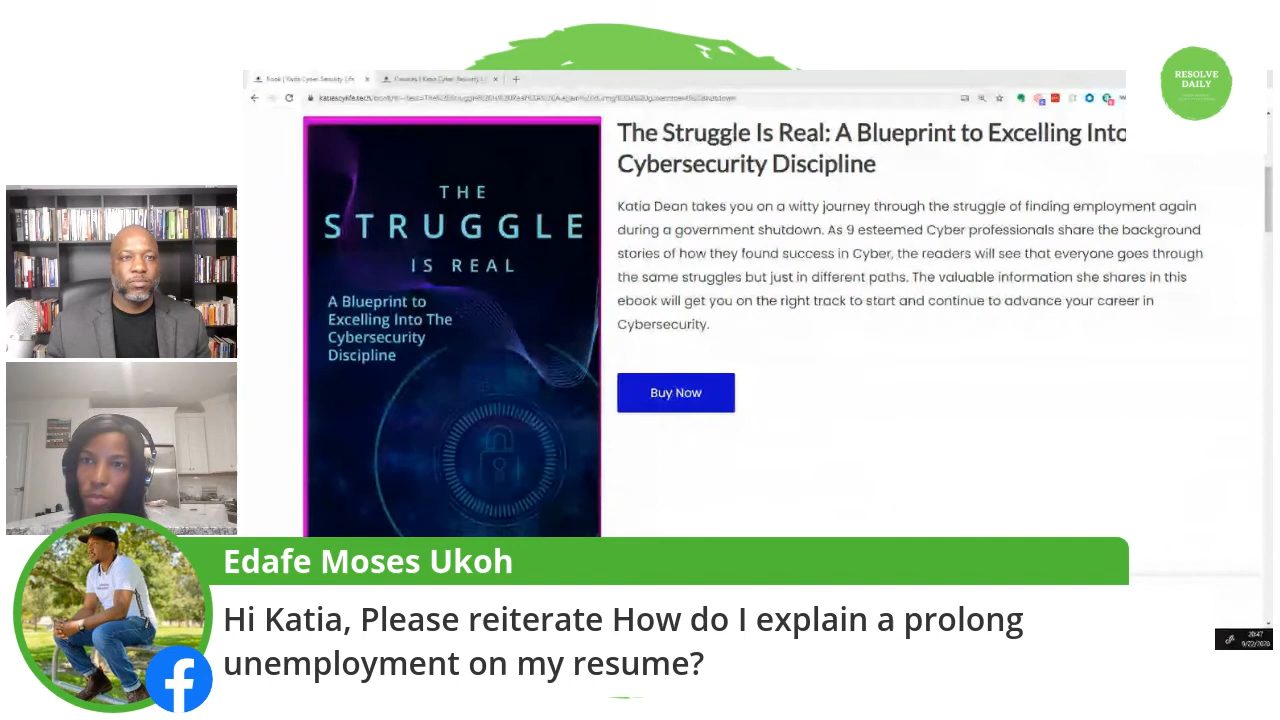 RESOLVE
DAILY
The Struggle Is Real: A Blueprint to Excelling Into
Cybersecurity Discipline
Katia Dean takes you on a witty journey through the struggle of finding employment again
during a government shutdown. As 9 esteemed Cyber professionals share the background
stories of how they found success in Cyber, the readers will see that everyone goes through
the same struggles but just in different paths. The valuable information she shares in this
ebook will get you on the right track to start and continue to advance your career in
Cybersecurity.
Buy Now
THE
STRUGGLE
IS REAL
A Blueprint to
Excelling Into The
Cybersecurity
Discipline
Edafe Moses Ukoh
Hi Katia, Please reiterate How do I explain a prolong
unemployment on my resume?
20:47
9/22/2020